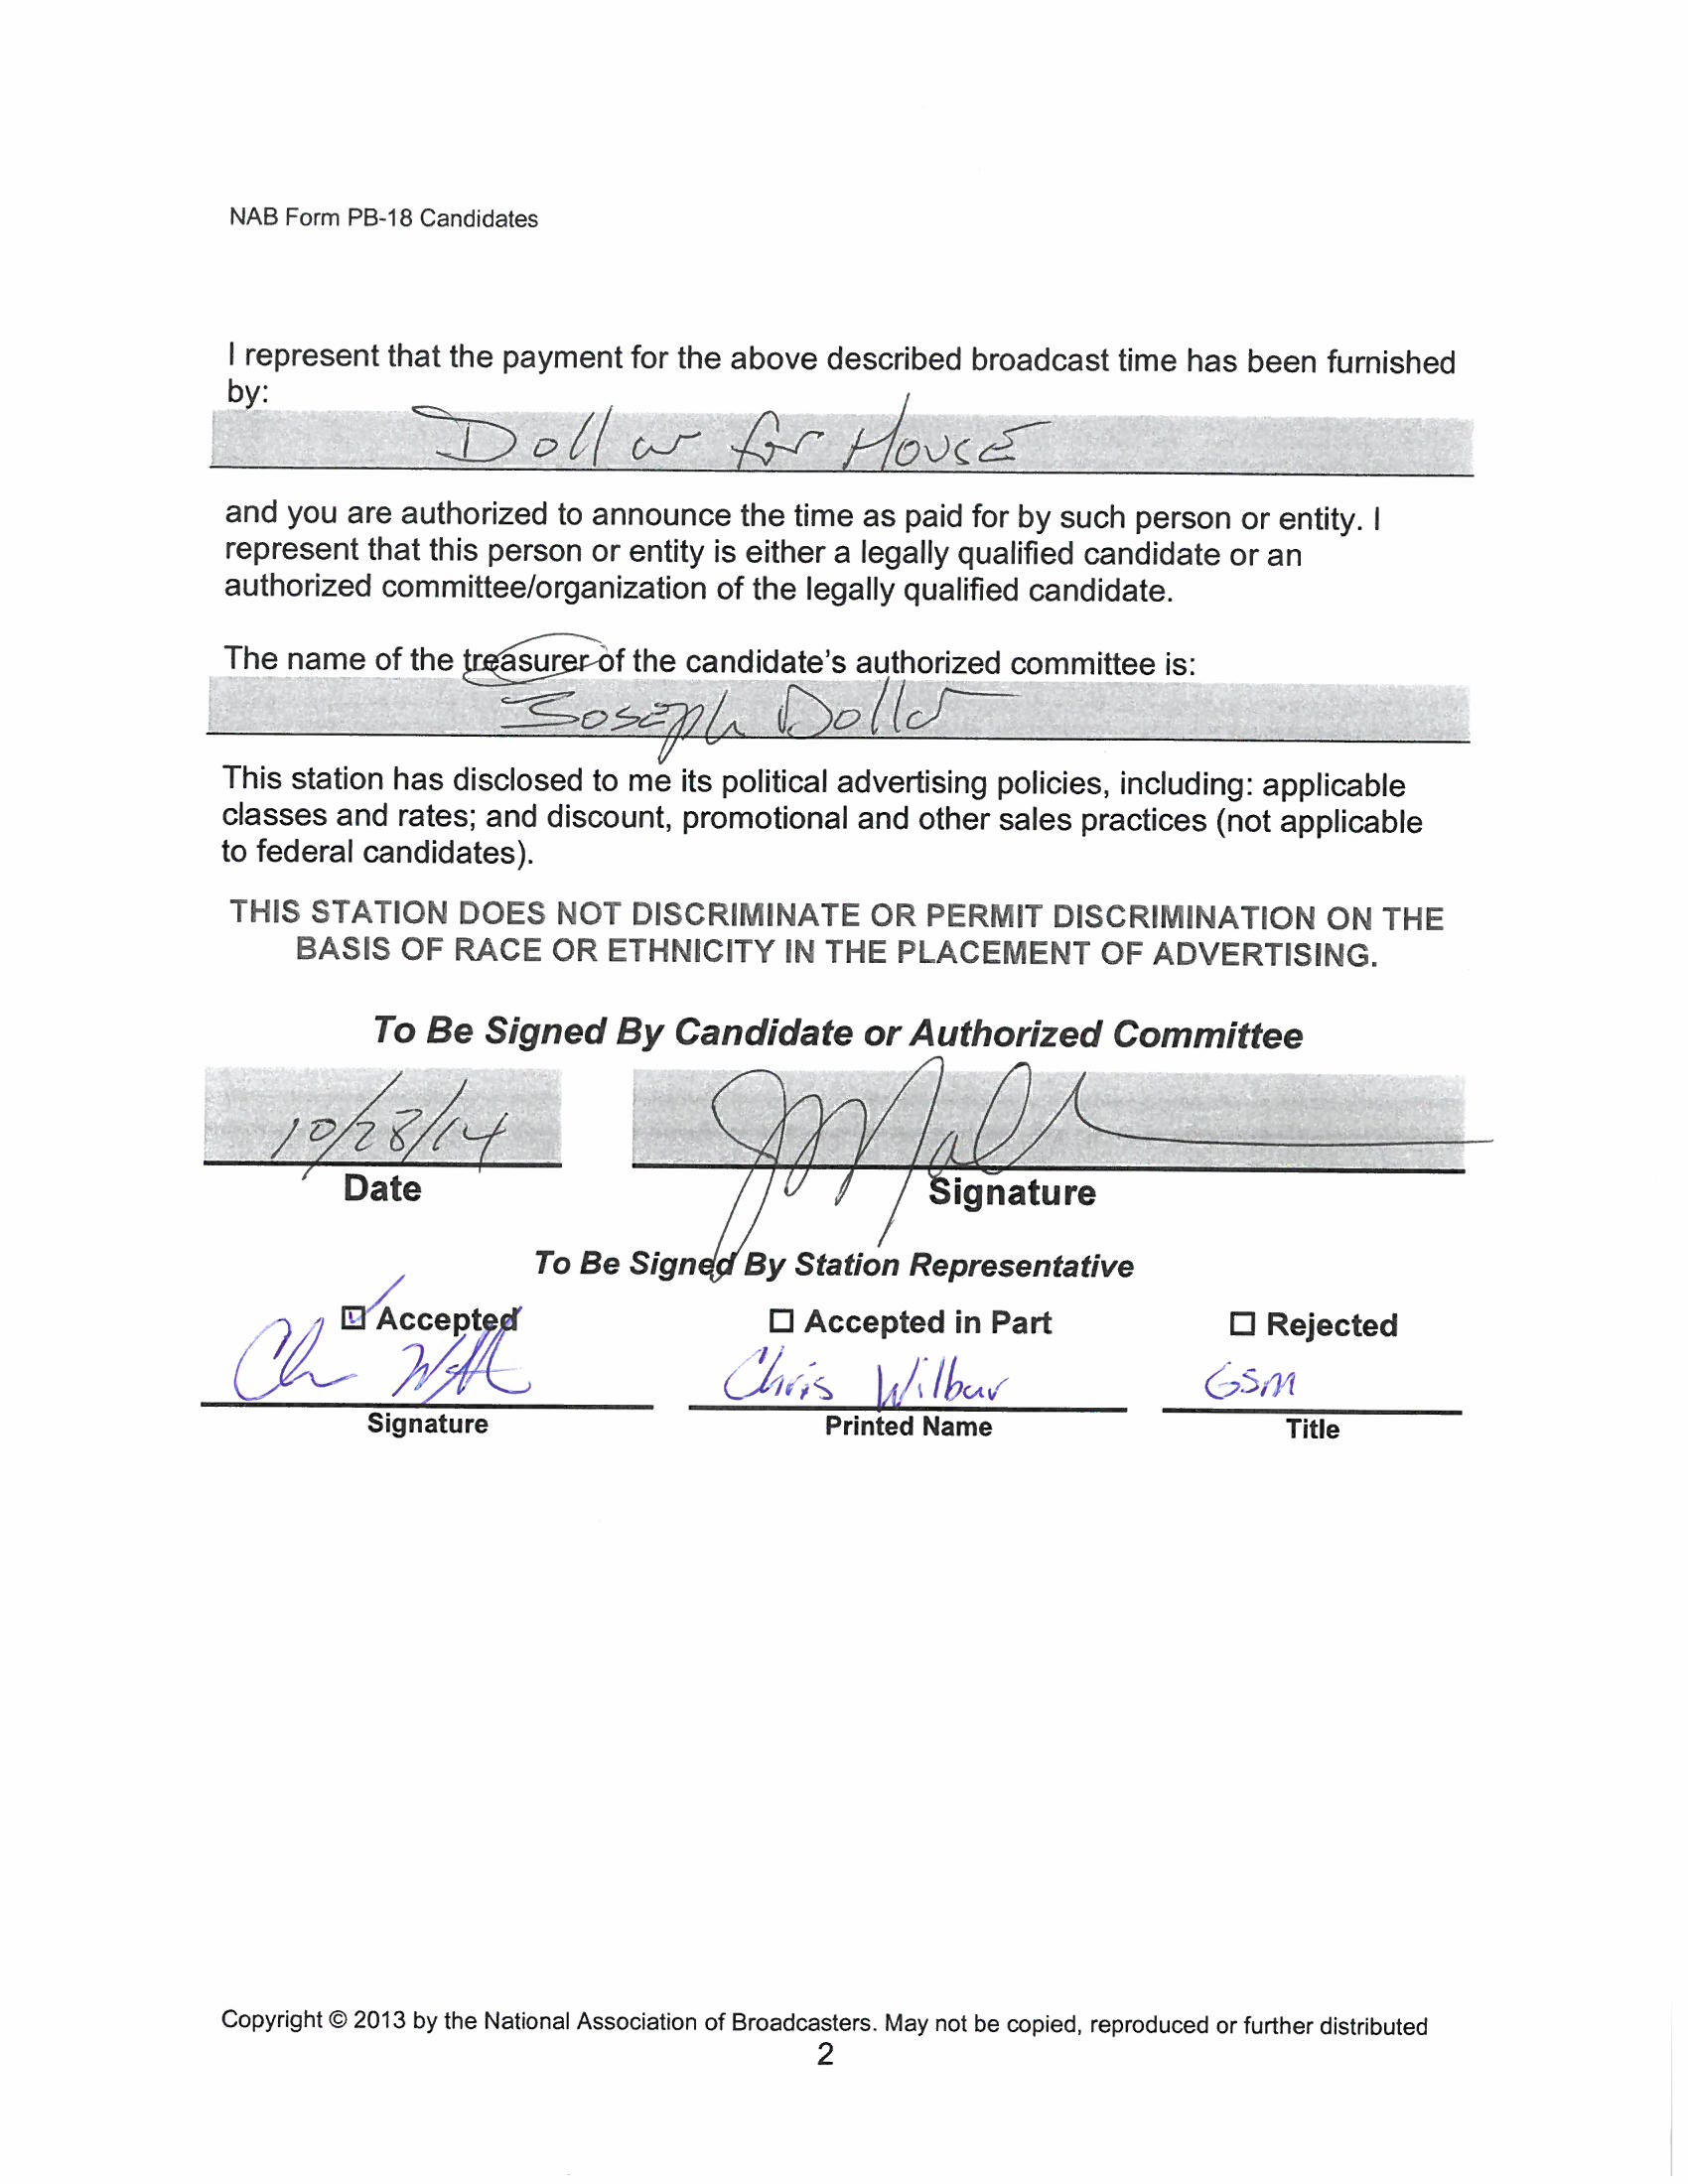 NAB Form PB-18 Candidates
I represent that the payment for the above described broadcast time has been furnished
by:
Dollar for House
and you are authorized to announce the time as paid for by such person or entity. I
represent that this person or entity is either a legally qualified candidate or an
authorized committee/organization of the legally qualified candidate.
The name of the treasurer of the candidate's authorized committee is:
Joseph Dollar
This station has disclosed to me its political advertising policies, including: applicable
classes and rates; and discount, promotional and other sales practices (not applicable
to federal candidates).
THIS STATION DOES NOT DISCRIMINATE OR PERMIT DISCRIMINATION ON THE
BASIS OF RACE OR ETHNICITY IN THE PLACEMENT OF ADVERTISING.
To Be Signed By Candidate or Authorized Committee
10/28/14
Date Signature
To Be Signed By Station Representative
Accepted Accepted in Part Rejected
Chris Wilbur GSM
Signature Printed Name Title
Copyright © 2013 by the National Association of Broadcasters. May not be copied, reproduced or further distributed
2